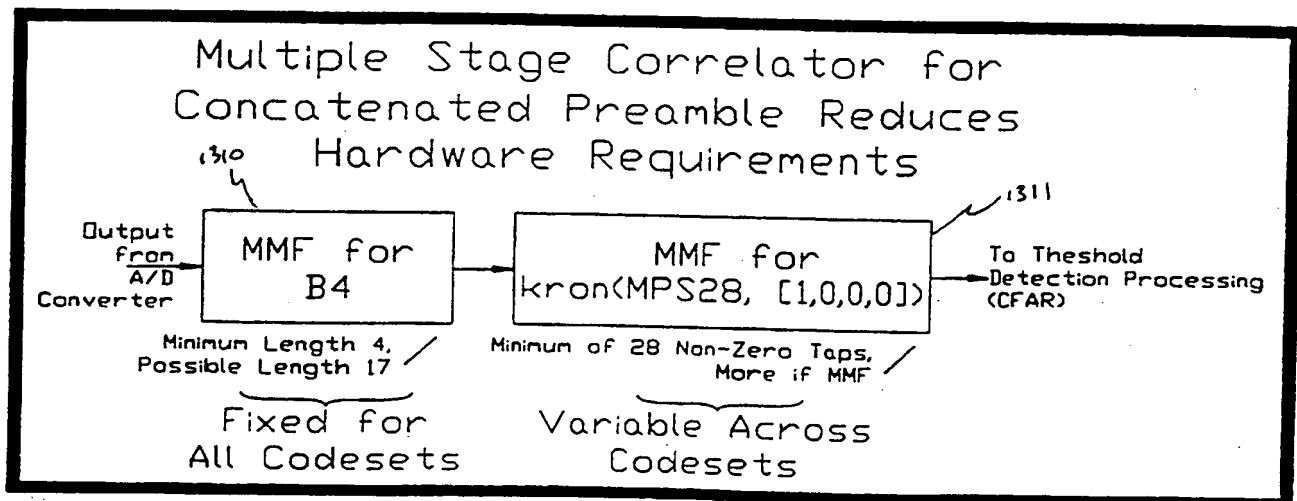 Multiple Stage Correlator for
Concatenated Preamble Reduces
Hardware Requirements
1310
1311
Output
from
A/D
Converter
MMF for
B4
MMF for
kron(MPS28, [1,0,0,0])
To Theshold
Detection Processing
(CFAR)
Minimum Length 4,
Possible Length 17
Minimum of 28 Non-Zero Taps,
More if MMF
Fixed for
All Codesets
Variable Across
Codesets